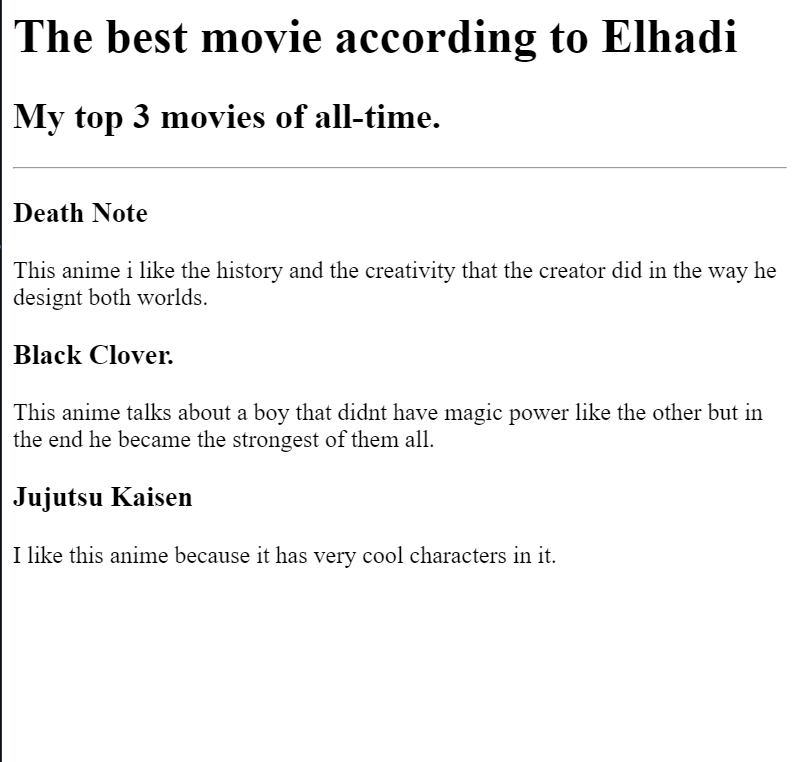 The best movie according to Elhadi
My top 3 movies of all-time.
Death Note
This anime i like the history and the creativity that the creator did in the way he
designt both worlds.
Black Clover.
This anime talks about a boy that didnt have magic power like the other but in
the end he became the strongest of them all.
Jujutsu Kaisen
I like this anime because it has very cool characters in it.